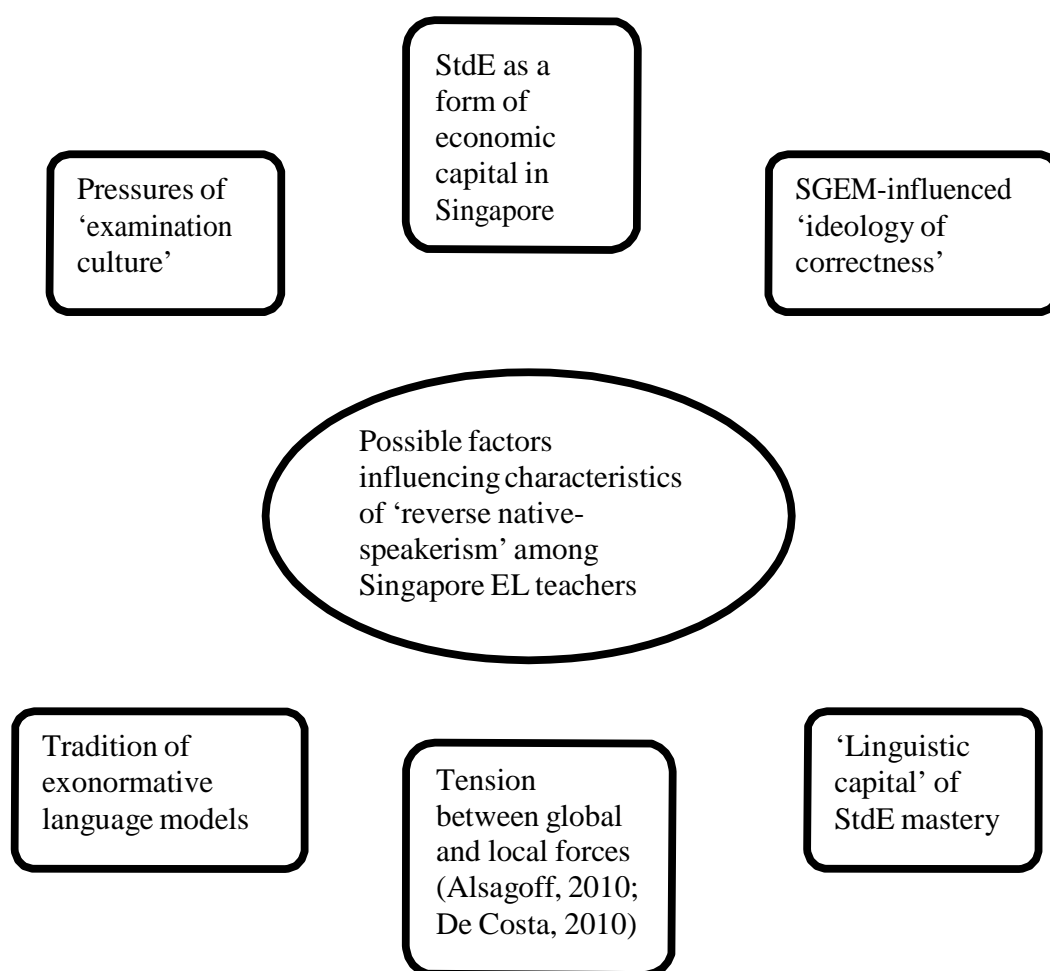 StdE as a
form of
economic
capital in
Singapore
Pressures of
‘examination
culture’
SGEM-influenced
‘ideology of
correctness’
Possible factors
influencing characteristics
of ‘reverse native-
speakerism’ among
Singapore EL teachers
Tradition of
exonormative
language models
Tension
between global
and local forces
(Alsagoff, 2010;
De Costa, 2010)
‘Linguistic
capital’ of
StdE mastery